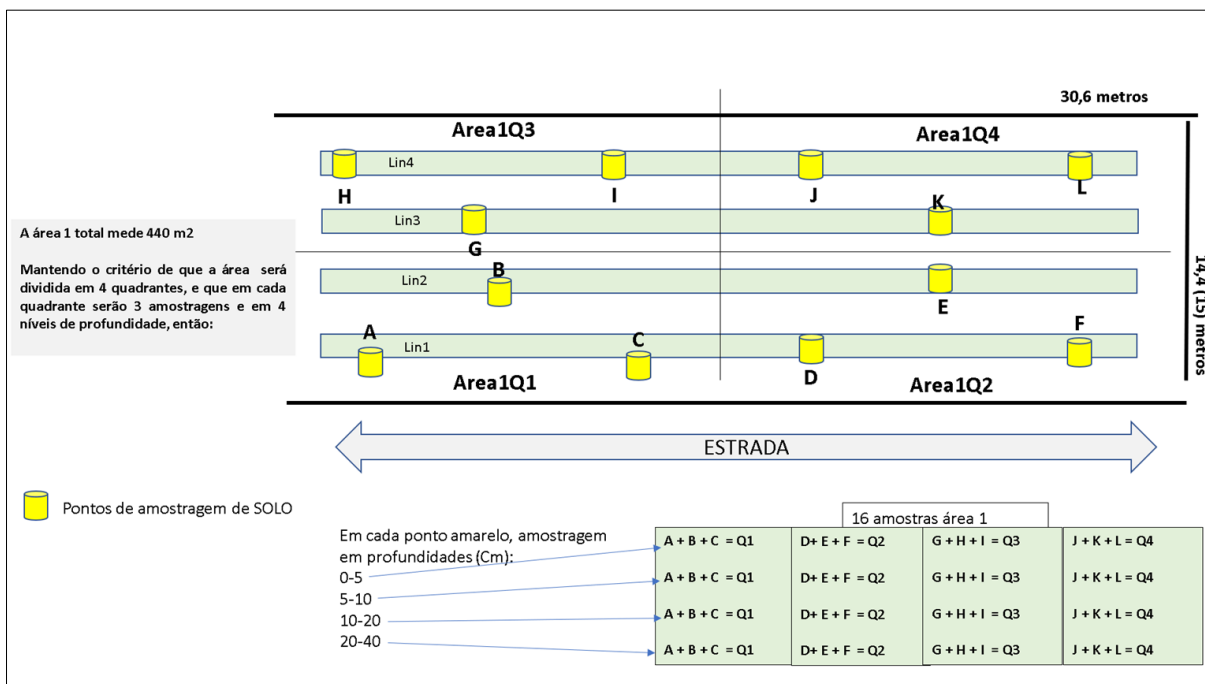 30,6 metros
Area1Q3
Area1Q4
Lin4
H
I
J
L
Lin3
K
G
A área 1 total mede 440 m2
Mantendo o critério de que a área será
dividida em 4 quadrantes, e que em cada
quadrante serão 3 amostragens e em 4
níveis de profundidade, então:
B
Lin2
E
14,4 (15) metros
A
C
F
Lin1
D
Area1Q1
Area1Q2
ESTRADA
Pontos de amostragem de SOLO
16 amostras área 1
Em cada ponto amarelo, amostragem
em profundidades (Cm):
0-5
5-10
10-20
20-40
A + B + C = Q1
D+ E + F = Q2
G + H + I = Q3
J + K + L = Q4
A + B + C = Q1
D+ E + F = Q2
G + H + I = Q3
J + K + L = Q4
A + B + C = Q1
D+ E + F = Q2
G + H + I = Q3
J + K + L = Q4
A + B + C = Q1
D+ E + F = Q2
G + H + I = Q3
J + K + L = Q4